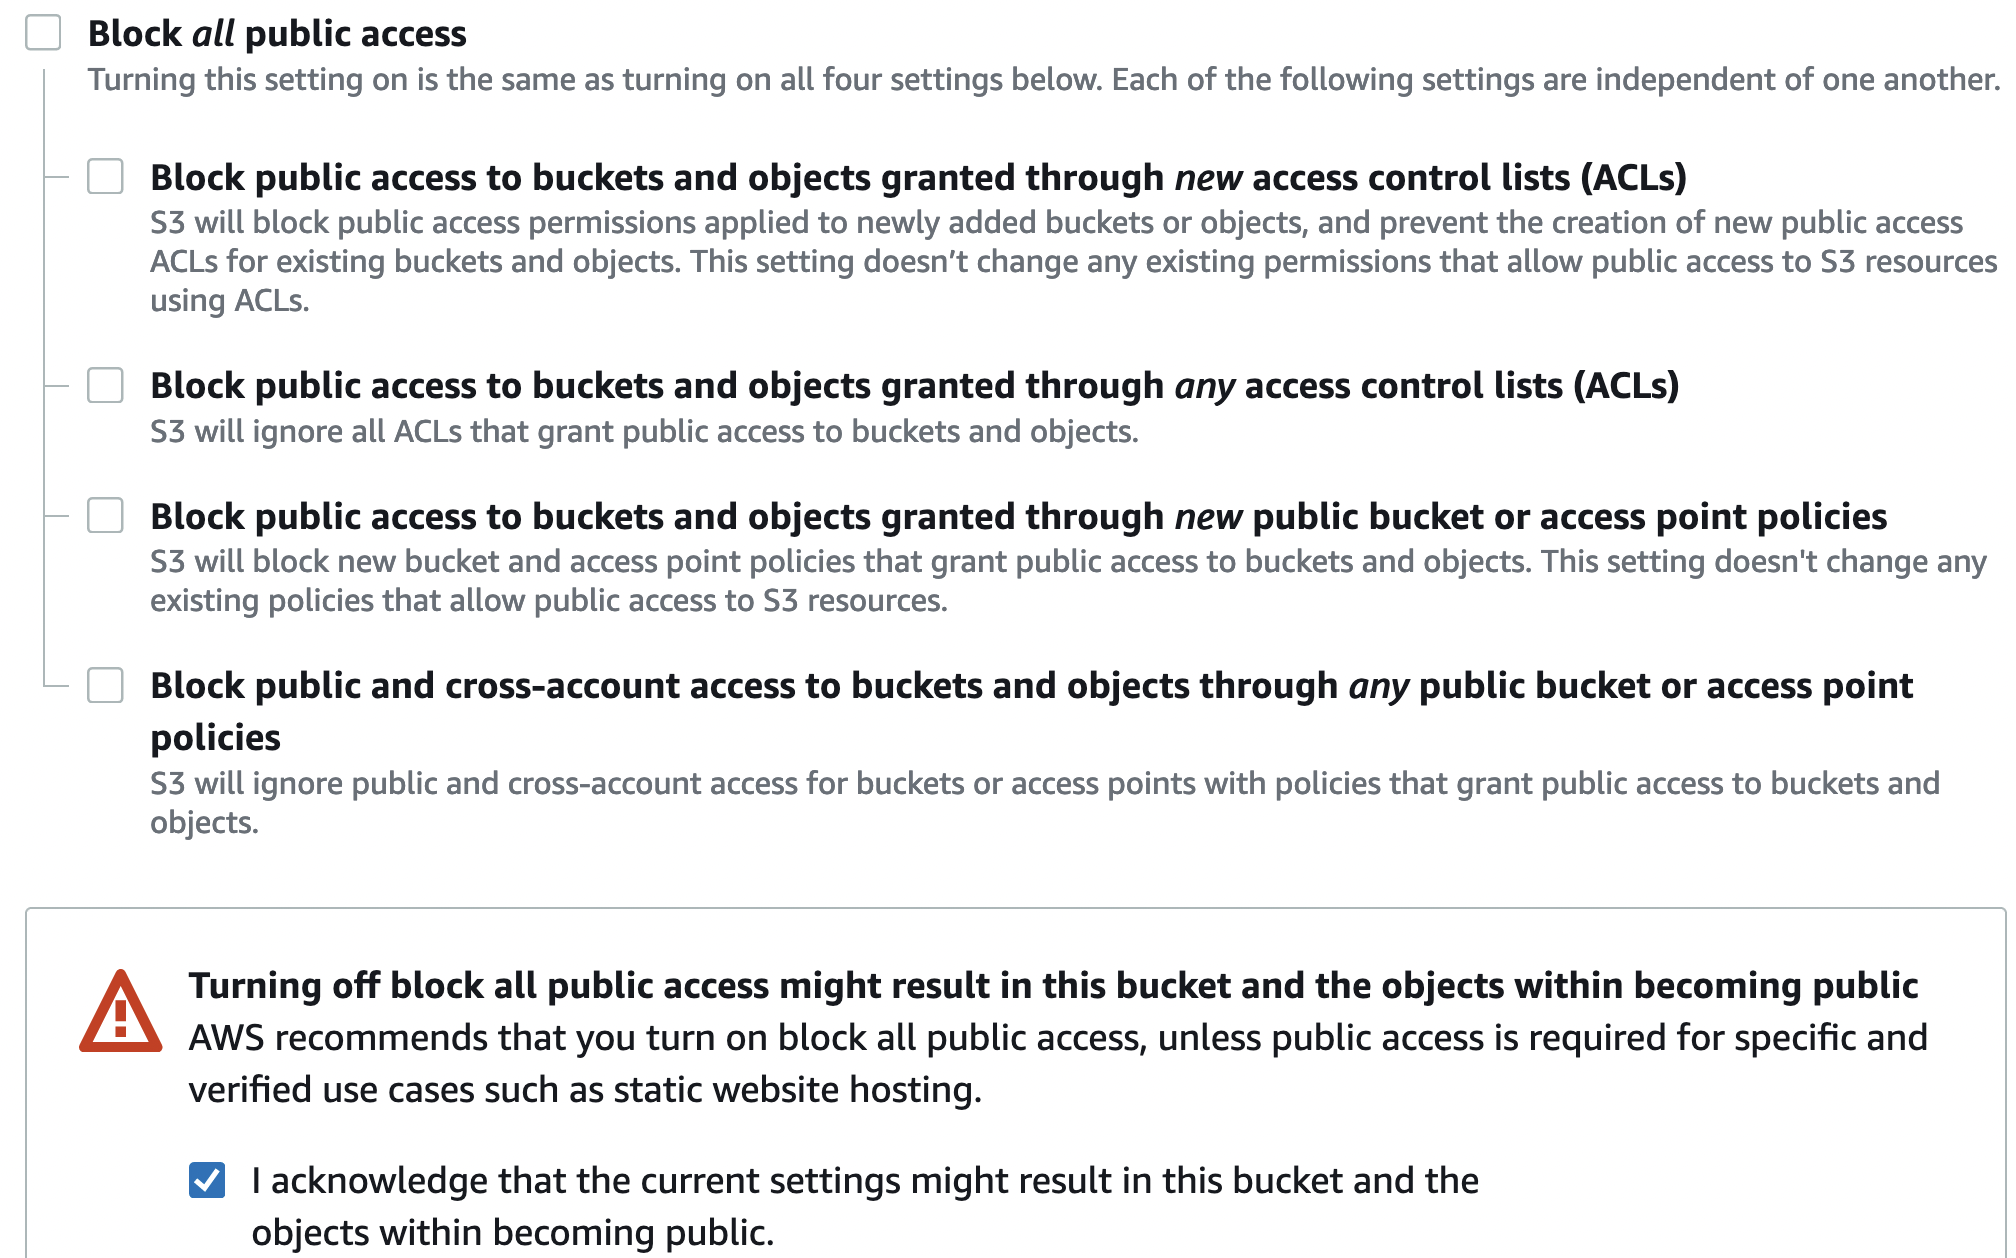 Block all public access
Turning this setting on is the same as turning on all four settings below. Each of the following settings are independent of one another.
Block public access to buckets and objects granted through new access control lists (ACLs)
S3 will block public access permissions applied to newly added buckets or objects, and prevent the creation of new public access
ACLs for existing buckets and objects. This setting doesn’t change any existing permissions that allow public access to S3 resources
using ACLs.
Block public access to buckets and objects granted through any access control lists (ACLs)
S3 will ignore all ACLs that grant public access to buckets and objects.
Block public access to buckets and objects granted through new public bucket or access point policies
S3 will block new bucket and access point policies that grant public access to buckets and objects. This setting doesn't change any
existing policies that allow public access to S3 resources.
Block public and cross-account access to buckets and objects through any public bucket or access point
policies
S3 will ignore public and cross-account access for buckets or access points with policies that grant public access to buckets and
objects.
Turning off block all public access might result in this bucket and the objects within becoming public
AWS recommends that you turn on block all public access, unless public access is required for specific and
verified use cases such as static website hosting.
I acknowledge that the current settings might result in this bucket and the
objects within becoming public.